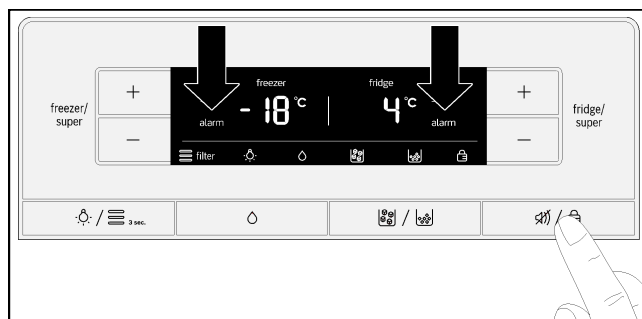 freezer/
super
+
−
freezer
fridge
- 18 °C
4 °C
alarm
alarm
filter
+
−
fridge/
super
/ 3 sec.
/
/